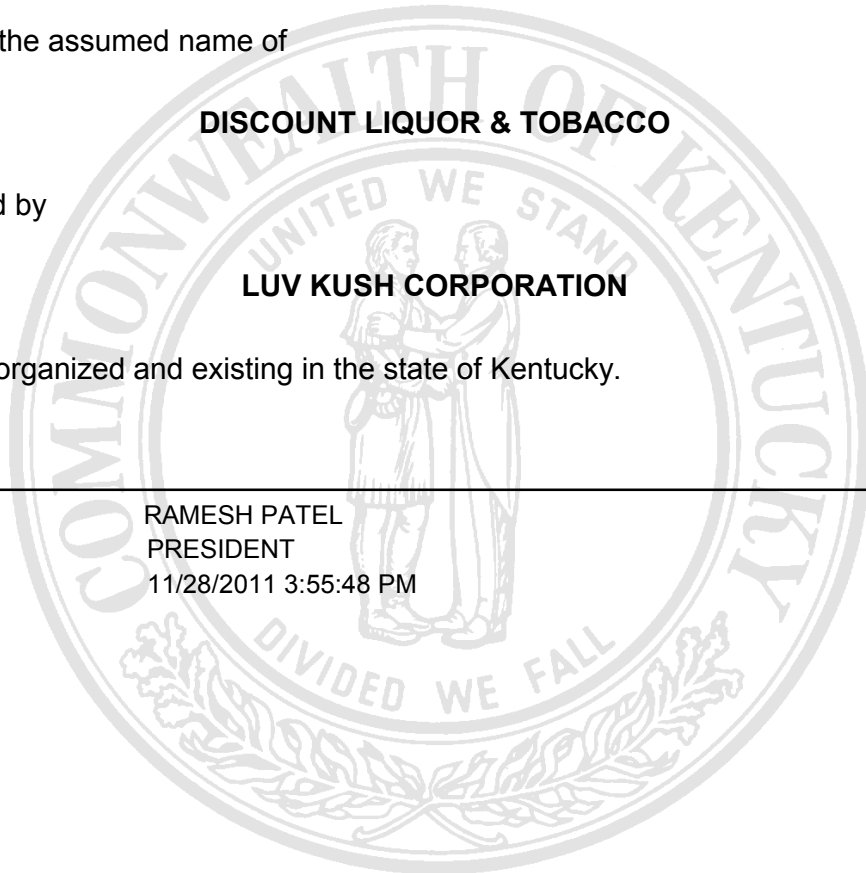 the assumed name of
DISCOUNT LIQUOR & TOBACCO
d by
LUV KUSH CORPORATION
organized and existing in the state of Kentucky.
RAMESH PATEL
PRESIDENT
11/28/2011 3:55:48 PM
COMMONWEALTH OF KENTUCKY
UNITED WE STAND
DIVIDED WE FALL